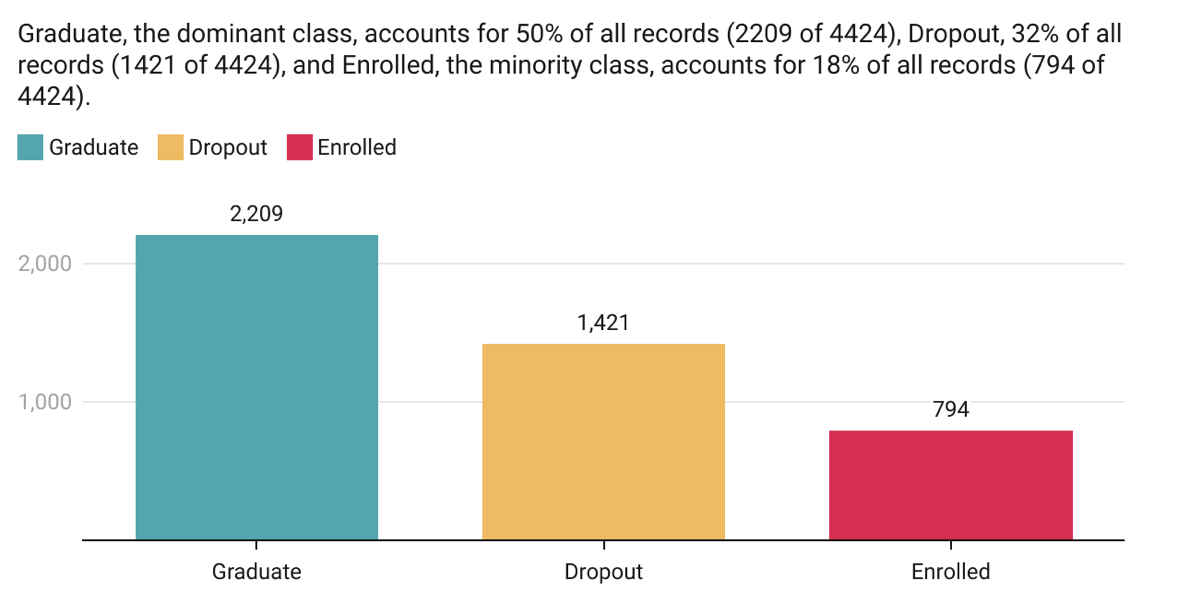 Graduate, the dominant class, accounts for 50% of all records (2209 of 4424), Dropout, 32% of all
records (1421 of 4424), and Enrolled, the minority class, accounts for 18% of all records (794 of
4424).
Graduate Dropout Enrolled
2,209
2,000
1,421
1,000
794
Graduate Dropout Enrolled